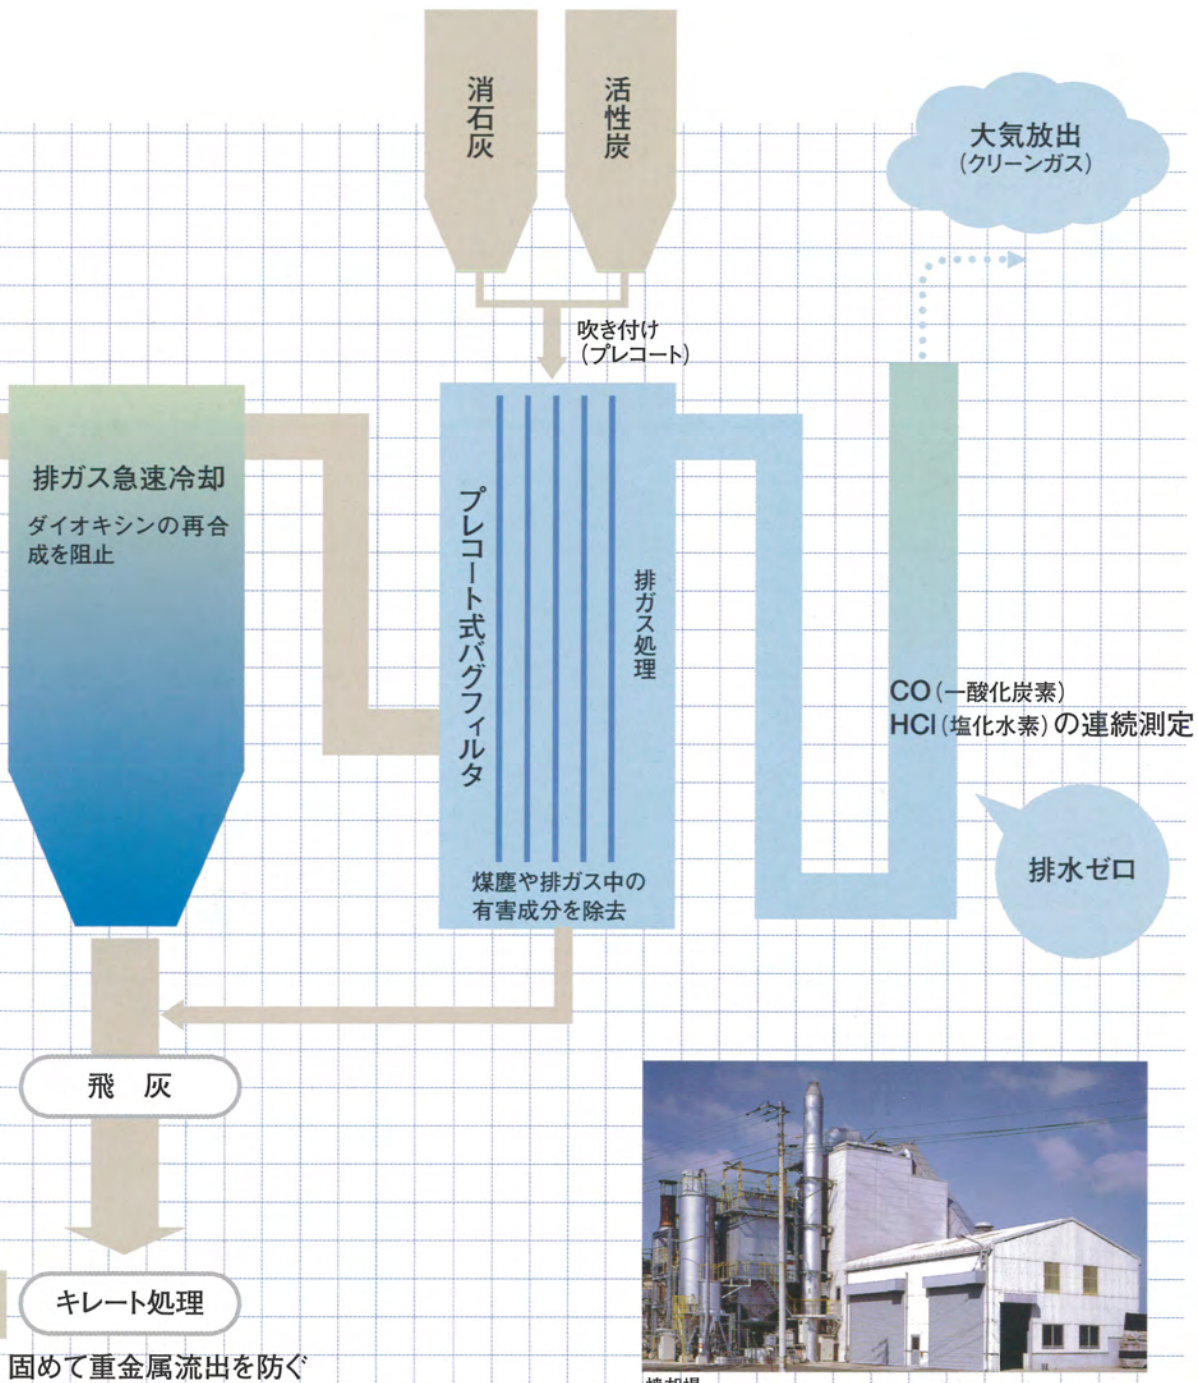 消石灰
活性炭
大気放出
(クリーンガス)
吹き付け
(プレコート)
排ガス急速冷却
ダイオキシンの再合
成を阻止
プレコート式バグフィルタ
排ガス処理
煤塵や排ガス中の
有害成分を除去
CO(一酸化炭素)
HCl(塩化水素)の連続測定
排水ゼロ
飛 灰
キレート処理
固めて重金属流出を防ぐ